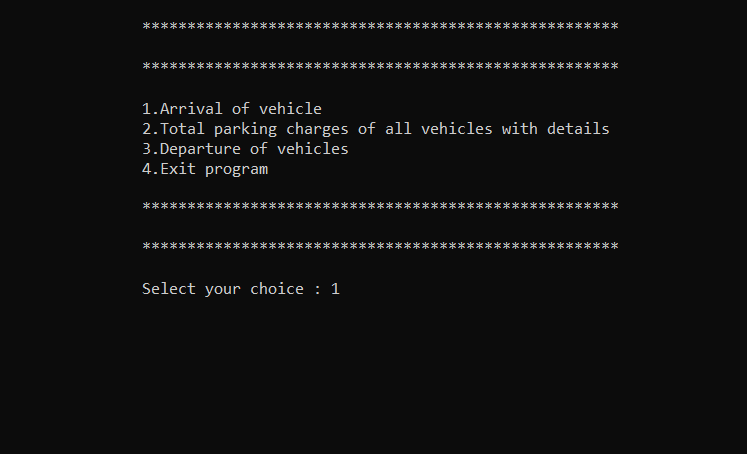 *****************************************************
*****************************************************
1.Arrival of vehicle
2.Total parking charges of all vehicles with details
3.Departure of vehicles
4.Exit program
*****************************************************
*****************************************************
Select your choice : 1